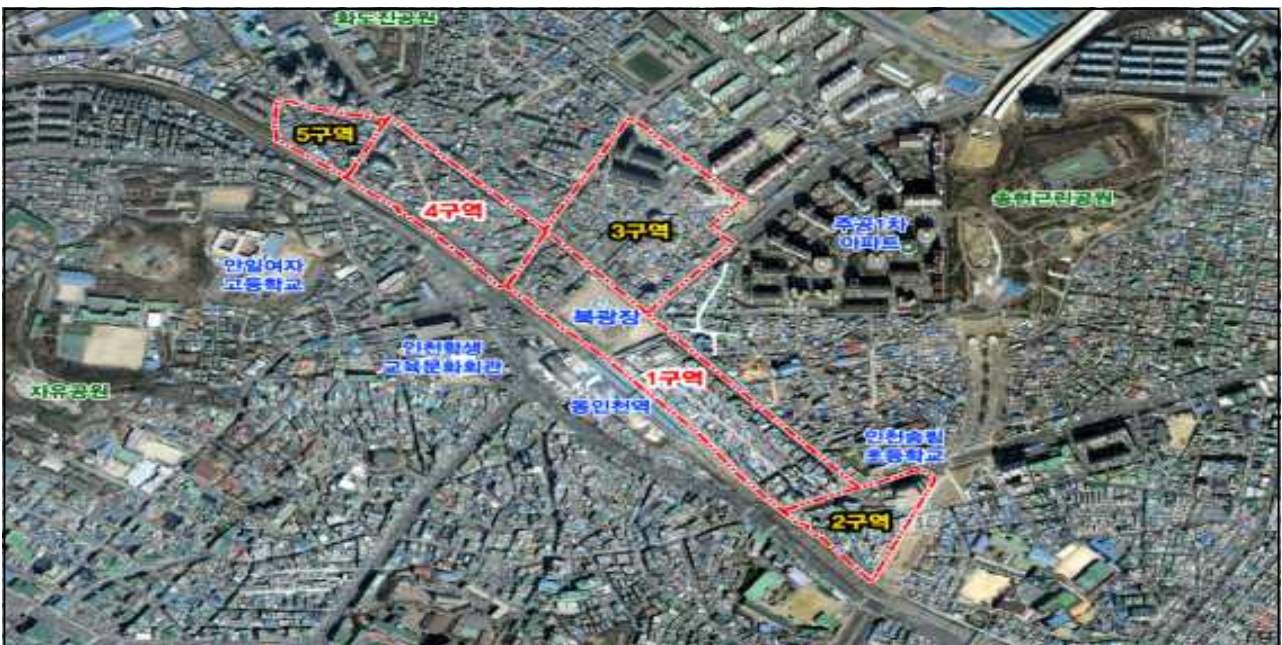 화도진공원
5구역
4구역
3구역
송현근린공원
주공1차
아파트
인일여자
고등학교
북광장
인천학생
교육문화회관
1구역
자유공원
동인천역
인천송림
초등학교
2구역